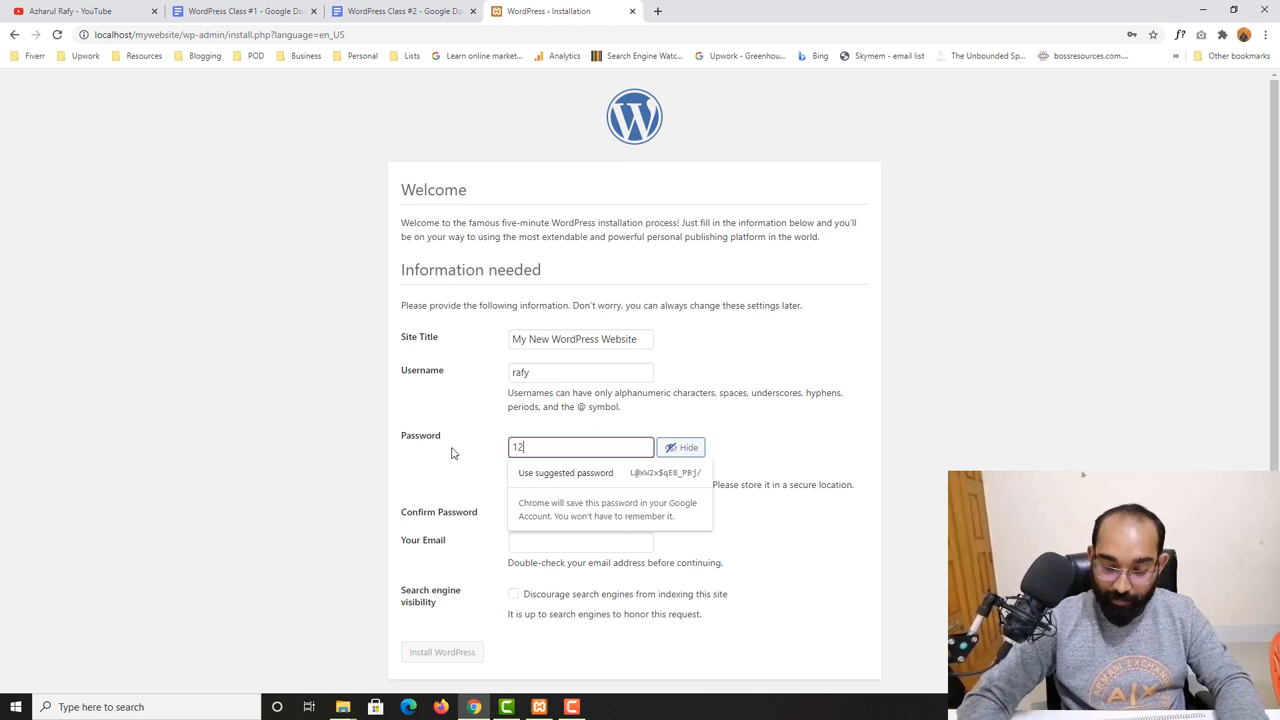 Azharul Rafy - YouTube
WordPress Class #1 - Google Do
WordPress Class #2 - Google Do
WordPress › Installation
localhost/mywebsite/wp-admin/install.php?language=en_US
f?
Fiverr
Upwork
Resources
Blogging
POD
Business
Personal
Lists
Learn online market...
Analytics
Search Engine Watc...
Upwork - Greenhou...
Bing
Skymem - email list
The Unbounded Sp...
bossresources.com...
»
Other bookmarks
W
Welcome
Welcome to the famous five-minute WordPress installation process! Just fill in the information below and you'll
be on your way to using the most extendable and powerful personal publishing platform in the world.
Information needed
Please provide the following information. Don't worry, you can always change these settings later.
Site Title
My New WordPress Website
Username
rafy
Usernames can have only alphanumeric characters, spaces, underscores, hyphens,
periods, and the @ symbol.
Password
12
Hide
Use suggested password L@xW2x$qE8_PBj/
Please store it in a secure location.
Chrome will save this password in your Google
Account. You won't have to remember it.
Confirm Password
Your Email
Double-check your email address before continuing.
Search engine
visibility
Discourage search engines from indexing this site
It is up to search engines to honor this request.
Install WordPress
Type here to search